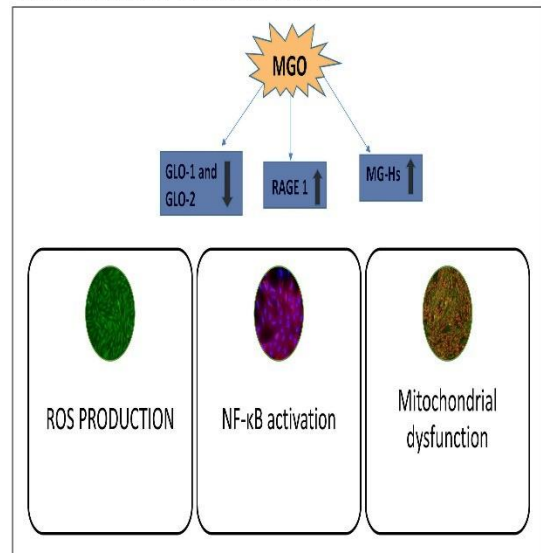 MGO
GLO-1 and
GLO-2
RAGE 1
MG-Hs
ROS PRODUCTION
NF-κB activation
Mitochondrial
dysfunction